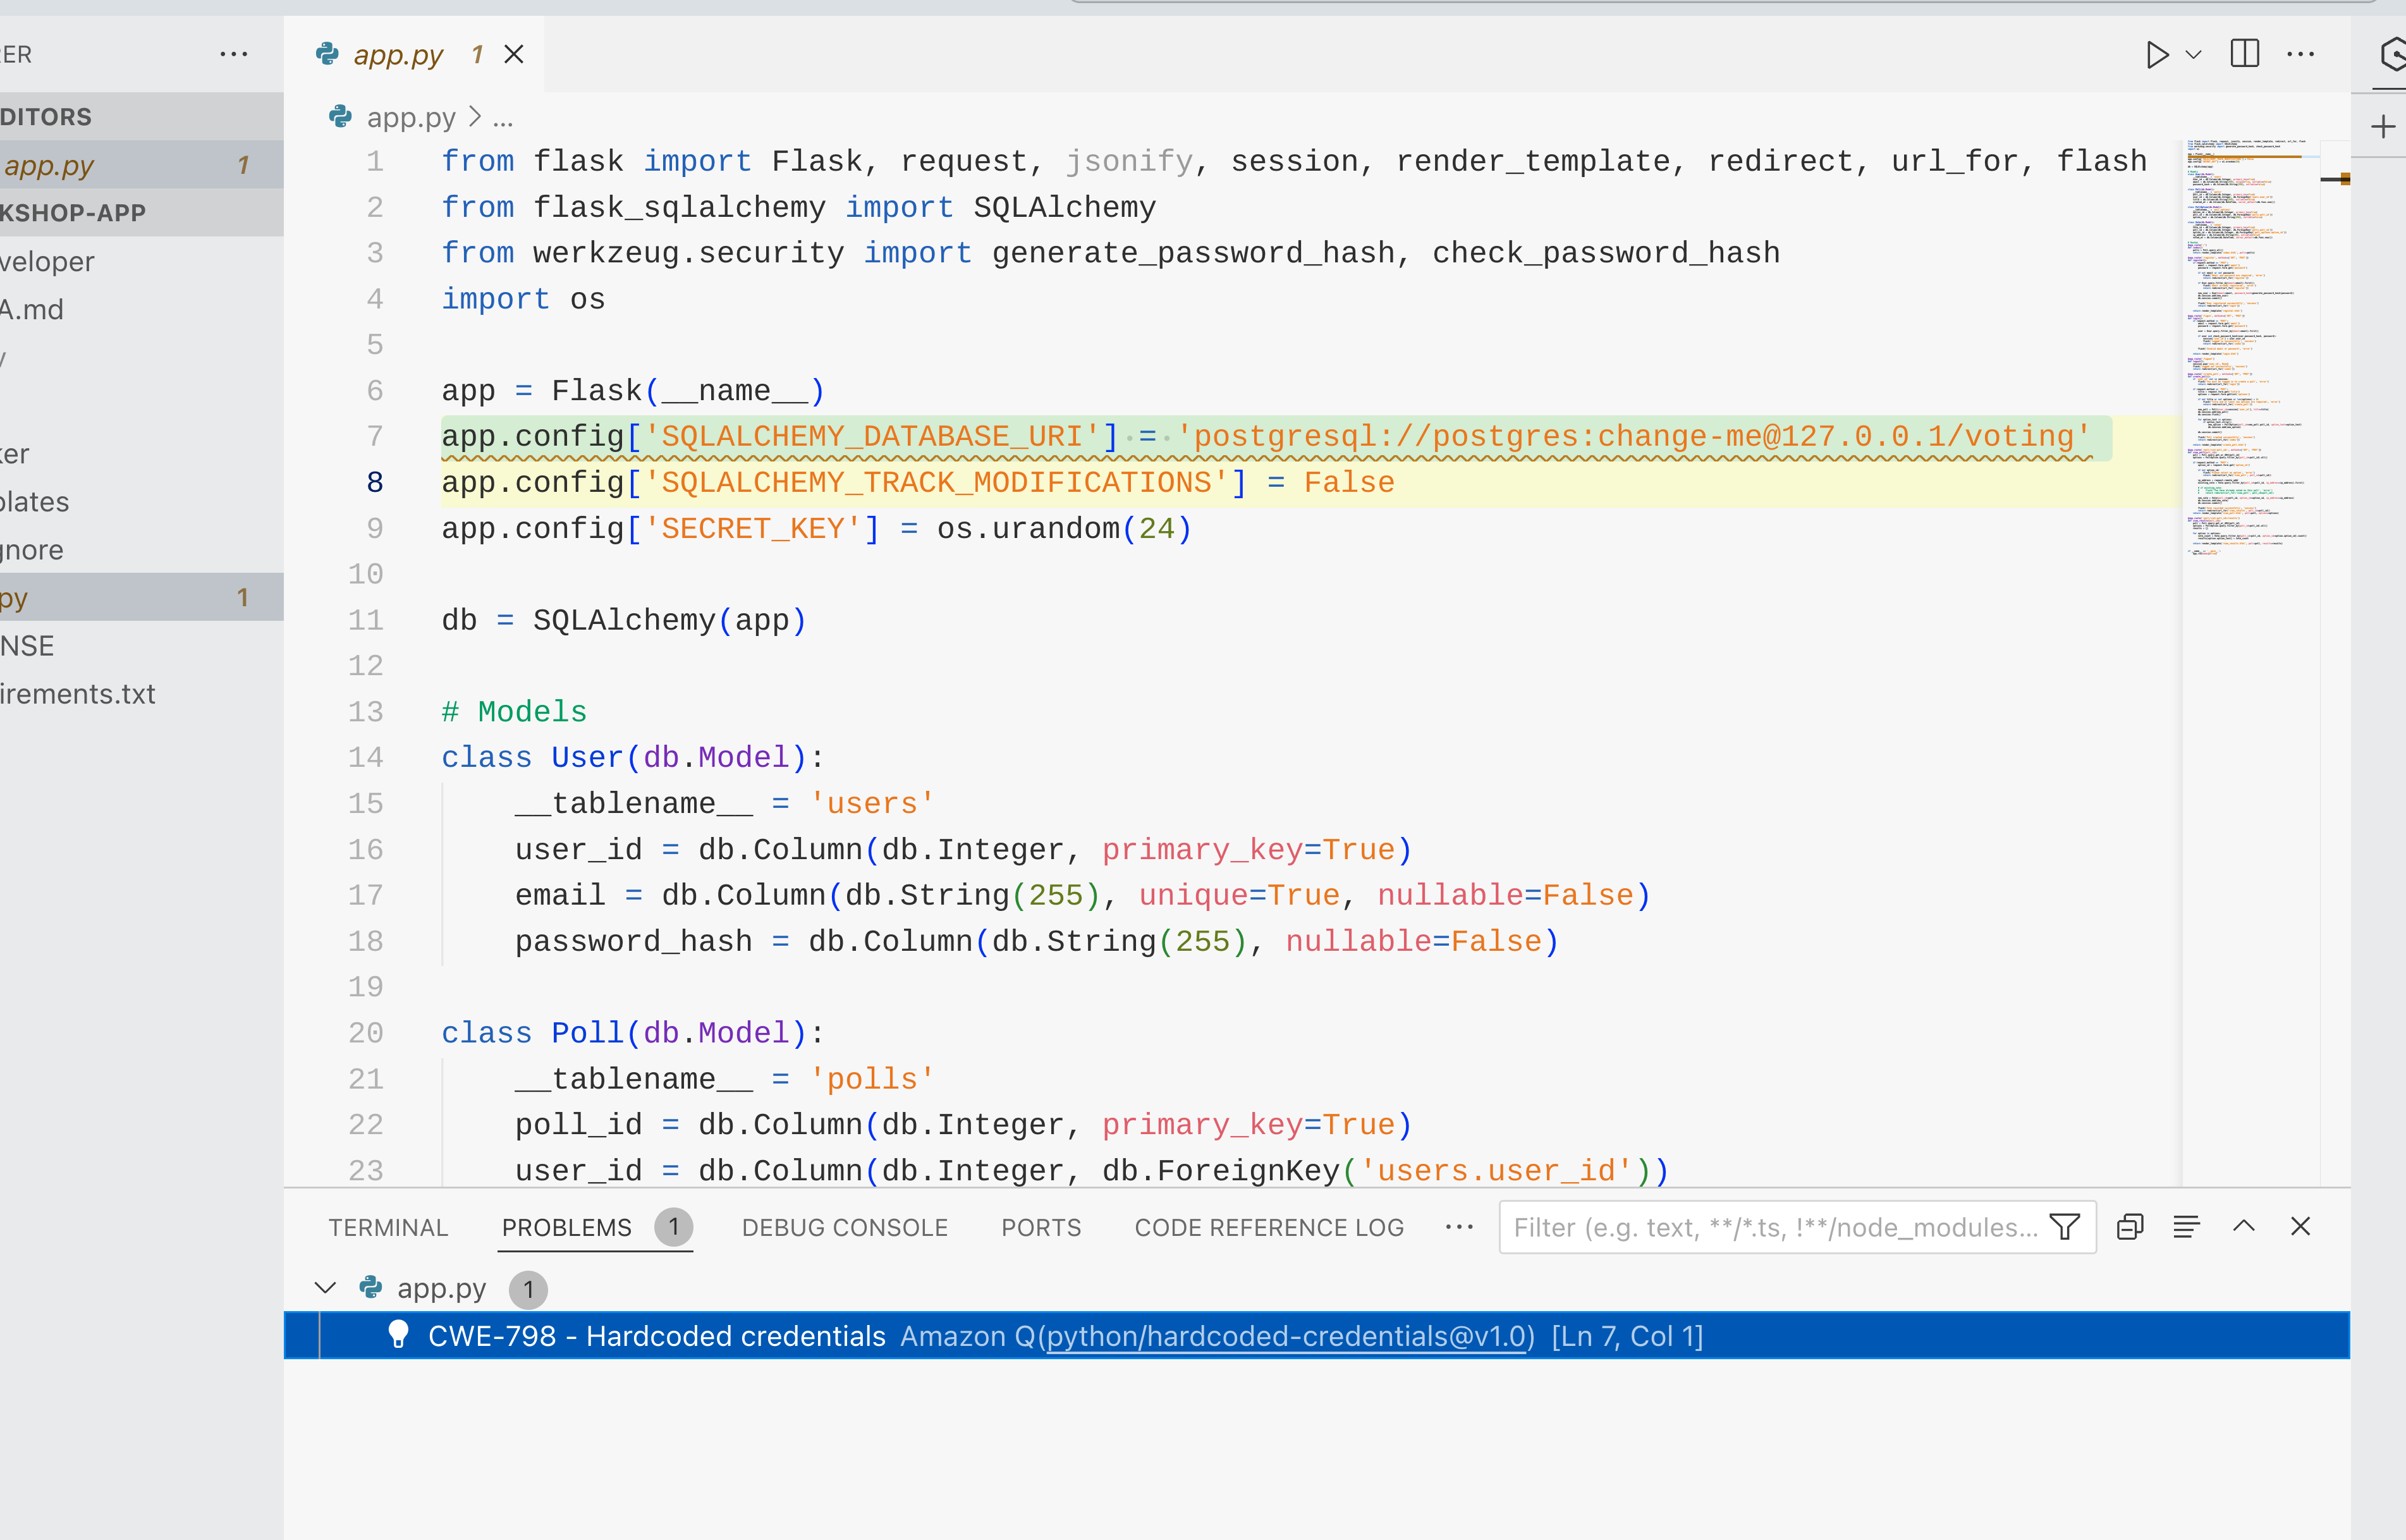 ER
DITORS
app.py 1
KSHOP-APP
veloper
A.md
y
ker
plates
gnore
py 1
NSE
irements.txt
app.py 1
app.py > ...
1 from flask import Flask, request, jsonify, session, render_template, redirect, url_for, flash
2 from flask_sqlalchemy import SQLAlchemy
3 from werkzeug.security import generate_password_hash, check_password_hash
4 import os
5
6 app = Flask(__name__)
7 app.config['SQLALCHEMY_DATABASE_URI'] = 'postgresql://postgres:change-me@127.0.0.1/voting'
8 app.config['SQLALCHEMY_TRACK_MODIFICATIONS'] = False
9 app.config['SECRET_KEY'] = os.urandom(24)
10
11 db = SQLAlchemy(app)
12
13 # Models
14 class User(db.Model):
15 __tablename__ = 'users'
16 user_id = db.Column(db.Integer, primary_key=True)
17 email = db.Column(db.String(255), unique=True, nullable=False)
18 password_hash = db.Column(db.String(255), nullable=False)
19
20 class Poll(db.Model):
21 __tablename__ = 'polls'
22 poll_id = db.Column(db.Integer, primary_key=True)
23 user_id = db.Column(db.Integer, db.ForeignKey('users.user_id'))
TERMINAL PROBLEMS 1 DEBUG CONSOLE PORTS CODE REFERENCE LOG ... Filter (e.g. text, **/*.ts, !**/node_modules...
app.py 1
CWE-798 - Hardcoded credentials Amazon Q(python/hardcoded-credentials@v1.0) [Ln 7, Col 1]